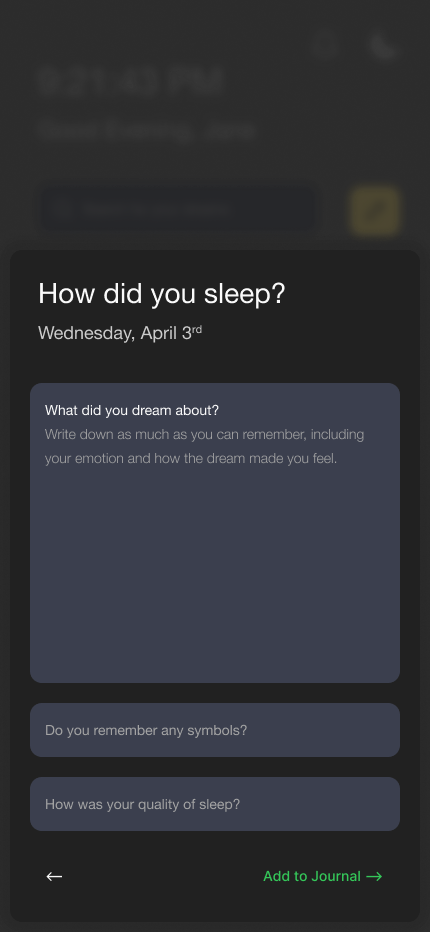 9:21:43 PM
Good Evening, Jane
How did you sleep?
Wednesday, April 3rd
What did you dream about?
Write down as much as you can remember, including
your emotion and how the dream made you feel.
Do you remember any symbols?
How was your quality of sleep?
← Add to Journal →